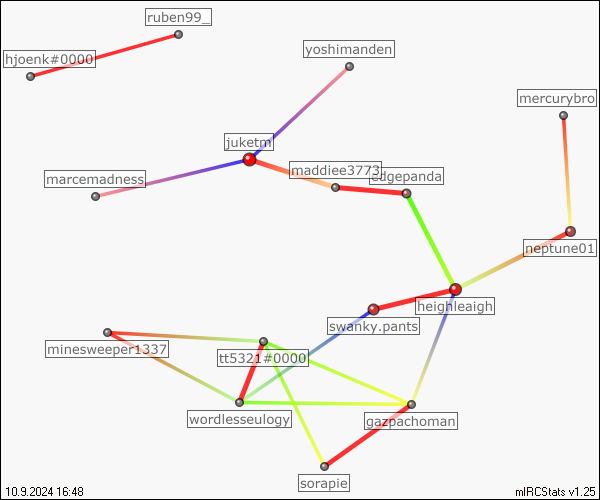 ruben99_
hjoenk#0000
yoshimanden
mercurybro
juketm
maddiee3773
edgepanda
marcemadness
neptune01
heighleaigh
swanky.pants
minesweeper1337
tt5321#0000
wordlesseulogy
gazpachoman
sorapie
10.9.2024 16:48
mIRCStats v1.25